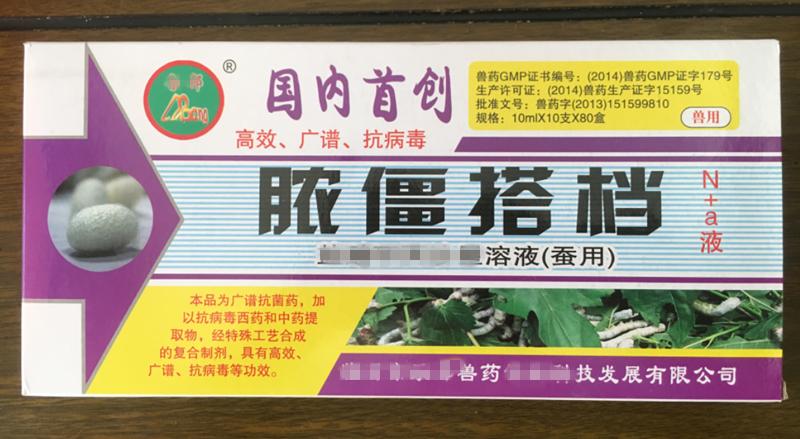 ®
国内首创
高效、广谱、抗病毒
兽药GMP证书编号：(2014)兽药GMP证字179号
生产许可证：(2014)兽药生产证字15159号
批准文号：兽药字(2013)151599810
规格：10mlX10支X80盒
兽用
脓僵搭档
N+a液
溶液(蚕用)
本品为广谱抗菌药，加
以抗病毒西药和中药提
取物，经特殊工艺合成
的复合制剂，具有高效、
广谱、抗病毒等功效。
兽药 科技发展有限公司